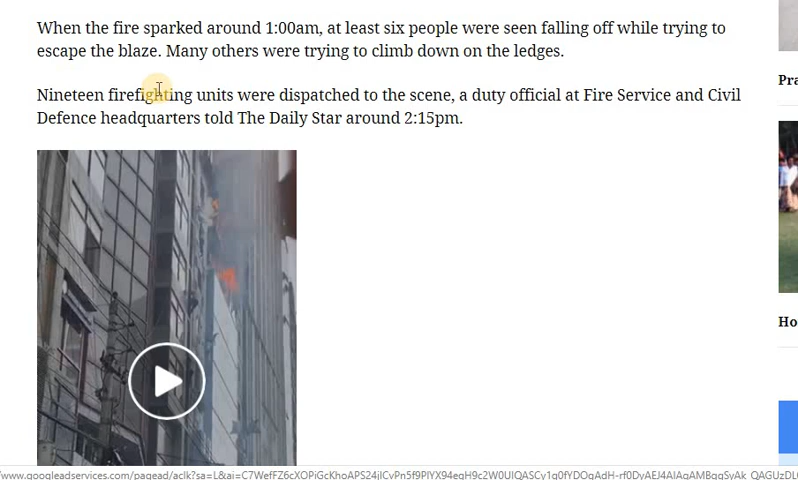 When the fire sparked around 1:00am, at least six people were seen falling off while trying to
escape the blaze. Many others were trying to climb down on the ledges.
Nineteen firefighting units were dispatched to the scene, a duty official at Fire Service and Civil
Defence headquarters told The Daily Star around 2:15pm.
Pra
Ho